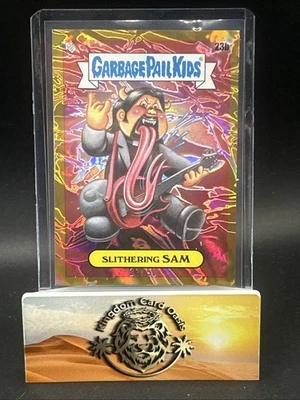 23b
GARBAGE PAIL KIDS
SLITHERING SAM
Kingdom Card Oasis